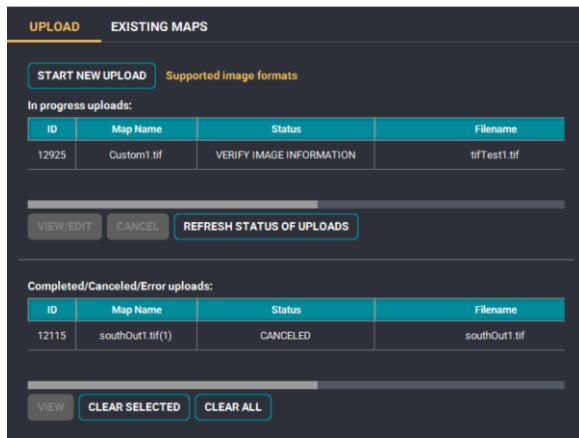 UPLOAD EXISTING MAPS
START NEW UPLOAD Supported image formats
In progress uploads:
ID Map Name Status Filename
12925 Custom1.tif VERIFY IMAGE INFORMATION tifTest1.tif
VIEW/EDIT CANCEL REFRESH STATUS OF UPLOADS
Completed/Canceled/Error uploads:
ID Map Name Status Filename
12115 southOut1.tif(1) CANCELED southOut1.tif
VIEW CLEAR SELECTED CLEAR ALL